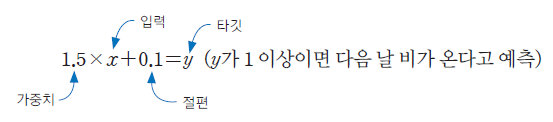 입력
타깃
1.5×x+0.1=y (y가 1 이상이면 다음 날 비가 온다고 예측)
가중치
절편